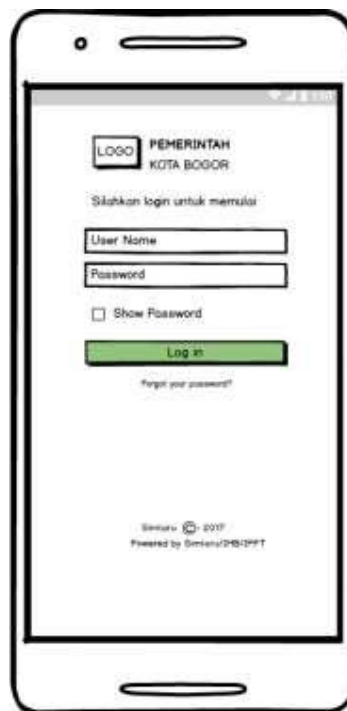 LOGO
PEMERINTAH
KOTA BOGOR
Silahkan login untuk memulai
User Name
Password
Show Password
Log in
Forgot your password?
© 2017
Powered by